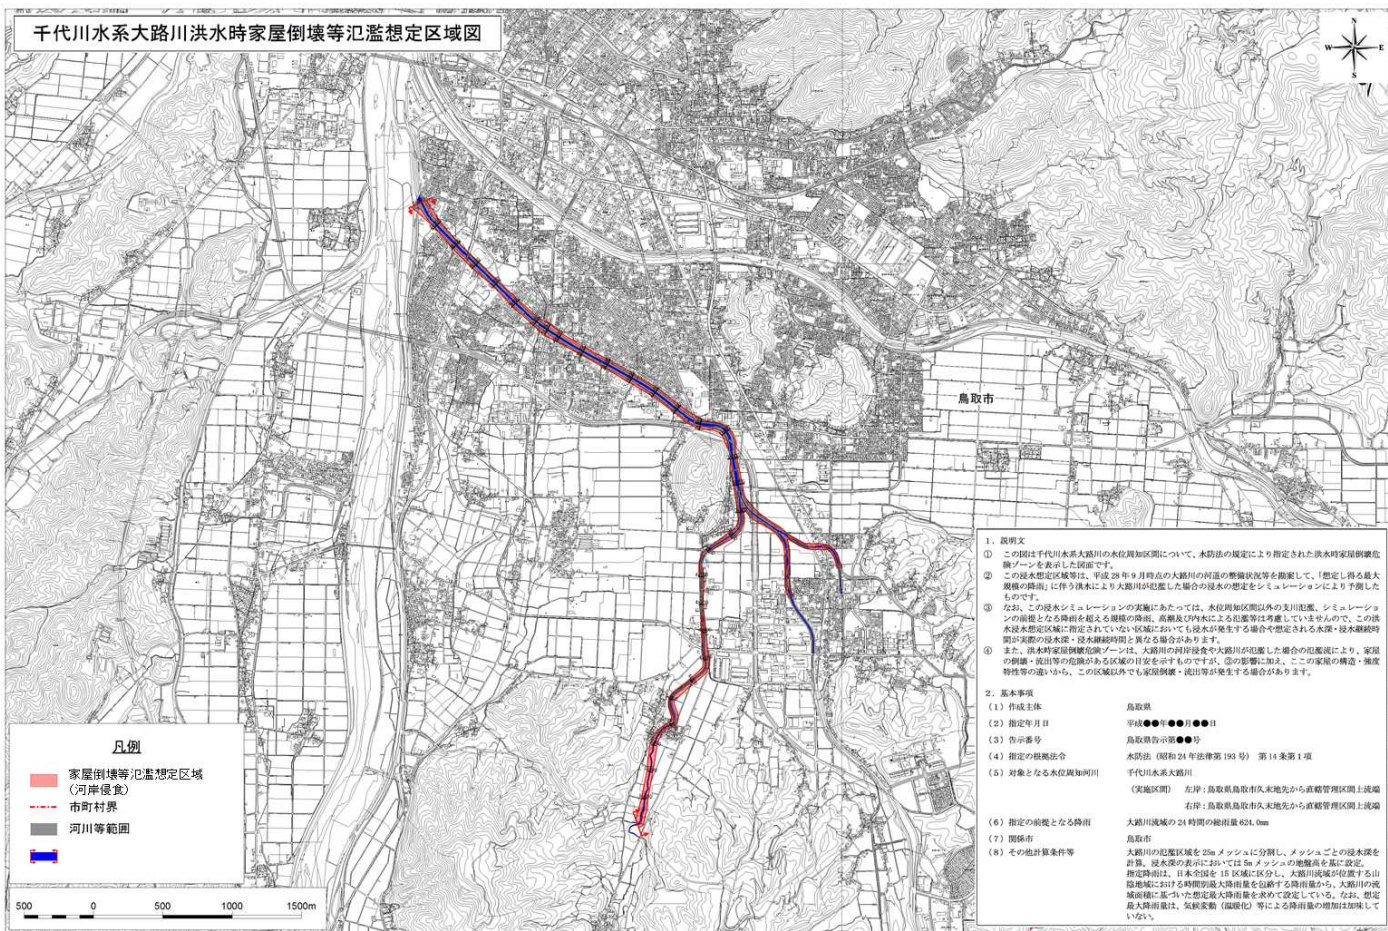 千代川水系大路川洪水時家屋倒壊等氾濫想定区域図
N
W
E
S
鳥取市
1．説明文
① この図は千代川水系大路川の水位周知区間について、水防法の規定により指定された洪水時家屋倒壊危
険ゾーンを表示した図面です。
② この浸水想定区域等は、平成28年9月時点の大路川の河道の整備状況等を勘案して、「想定し得る最大
規模の降雨」に伴う洪水により大路川が氾濫した場合の浸水の想定をシミュレーションにより予測した
ものです。
③ なお、この浸水シミュレーションの実施にあたっては、水位周知区間以外の支川氾濫、シミュレーショ
ンの前提となる降雨を超える規模の降雨、高潮及び内水による氾濫等は考慮していませんので、この洪
水浸水想定区域に指定されていない区域においても浸水が発生する場合や想定される水深・浸水継続時
間が実際の浸水深・浸水継続時間と異なる場合があります。
④ また、洪水時家屋倒壊危険ゾーンは、大路川の河岸浸食や大路川が氾濫した場合の氾濫流により、家屋
の倒壊・流出等の危険がある区域の目安を示すものですが、③の影響に加え、ここの家屋の構造・強度
特性等の違いから、この区域以外でも家屋倒壊・流出等が発生する場合があります。
2．基本事項
（1）作成主体 鳥取県
（2）指定年月日 平成●●年●●月●●日
（3）告示番号 鳥取県告示第●●号
（4）指定の根拠法令 水防法（昭和24年法律第193号） 第14条第1項
（5）対象となる水位周知河川 千代川水系大路川
（実施区間） 左岸：鳥取県鳥取市久末地先から直轄管理区間上流端
右岸：鳥取県鳥取市久末地先から直轄管理区間上流端
（6）指定の前提となる降雨 大路川流域の24時間の総雨量624.0mm
（7）関係市 鳥取市
（8）その他計算条件等 大路川の氾濫区域を25mメッシュに分割し、メッシュごとの浸水深を
計算。浸水深の表示においては5mメッシュの地盤高を基に設定。
指定降雨は、日本全国を15区域に区分し、大路川流域が位置する山
陰地域における時間別最大降雨量を包絡する降雨量から、大路川の流
域面積に基づいた想定最大降雨量を求めて設定している。なお、想定
最大降雨量は、気候変動（温暖化）等による降雨量の増加は加味して
いない。
凡例
家屋倒壊等氾濫想定区域
（河岸侵食）
市町村界
河川等範囲
500 0 500 1000 1500m